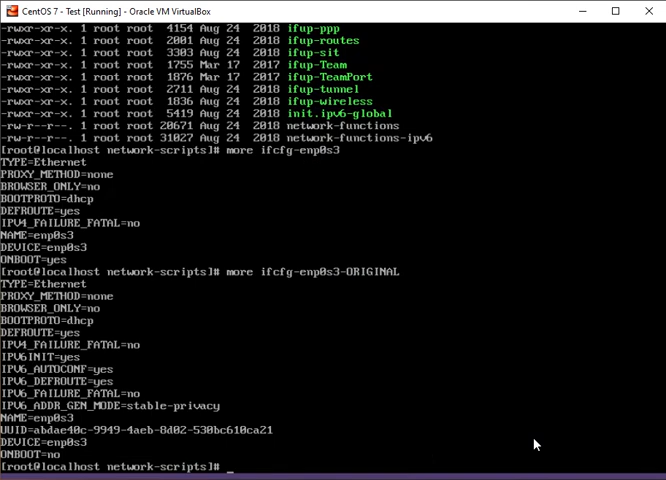 CentOS 7 - Test [Running] - Oracle VM VirtualBox
-rwxr-xr-x. 1 root root  4154 Aug 24  2018 ifup-ppp
-rwxr-xr-x. 1 root root  2001 Aug 24  2018 ifup-routes
-rwxr-xr-x. 1 root root  3303 Aug 24  2018 ifup-sit
-rwxr-xr-x. 1 root root  1755 Mar 17  2017 ifup-Team
-rwxr-xr-x. 1 root root  1876 Mar 17  2017 ifup-TeamPort
-rwxr-xr-x. 1 root root  2711 Aug 24  2018 ifup-tunnel
-rwxr-xr-x. 1 root root  1836 Aug 24  2018 ifup-wireless
-rwxr-xr-x. 1 root root  5419 Aug 24  2018 init.ipv6-global
-rw-r--r--. 1 root root 20671 Aug 24  2018 network-functions
-rw-r--r--. 1 root root 31027 Aug 24  2018 network-functions-ipv6
[root@localhost network-scripts]# more ifcfg-enp0s3
TYPE=Ethernet
PROXY_METHOD=none
BROWSER_ONLY=no
BOOTPROTO=dhcp
DEFROUTE=yes
IPV4_FAILURE_FATAL=no
NAME=enp0s3
DEVICE=enp0s3
ONBOOT=yes
[root@localhost network-scripts]# more ifcfg-enp0s3-ORIGINAL
TYPE=Ethernet
PROXY_METHOD=none
BROWSER_ONLY=no
BOOTPROTO=dhcp
DEFROUTE=yes
IPV4_FAILURE_FATAL=no
IPV6INIT=yes
IPV6_AUTOCONF=yes
IPV6_DEFROUTE=yes
IPV6_FAILURE_FATAL=no
IPV6_ADDR_GEN_MODE=stable-privacy
NAME=enp0s3
UUID=abdae40c-9949-4aeb-8d02-530bc610ca21
DEVICE=enp0s3
ONBOOT=no
[root@localhost network-scripts]# _